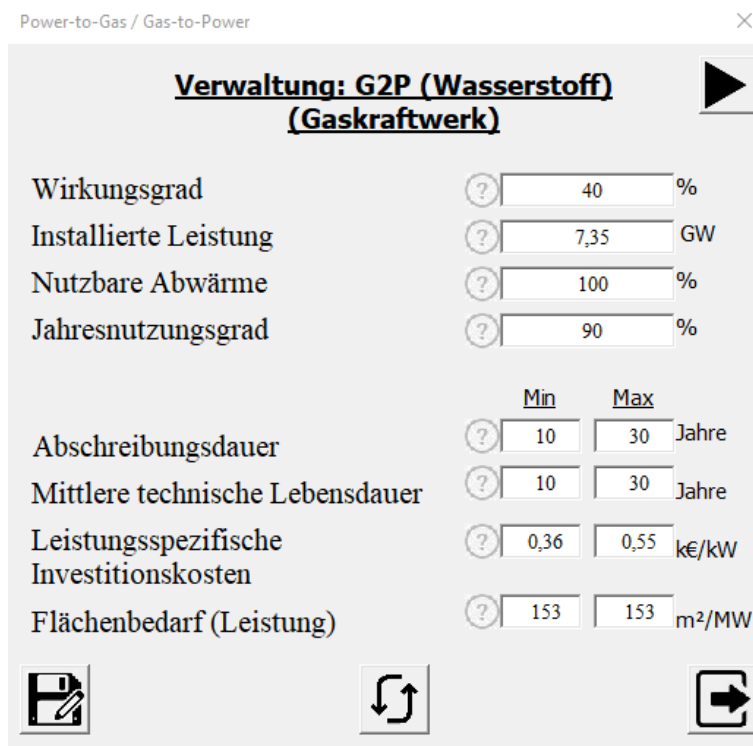 Power-to-Gas / Gas-to-Power
Verwaltung: G2P (Wasserstoff)
(Gaskraftwerk)
Wirkungsgrad ? 40 %
Installierte Leistung ? 7,35 GW
Nutzbare Abwärme ? 100 %
Jahresnutzungsgrad ? 90 %
Min Max
Abschreibungsdauer ? 10 30 Jahre
Mittlere technische Lebensdauer ? 10 30 Jahre
Leistungsspezifische
Investitionskosten ? 0,36 0,55 k€/kW
Flächenbedarf (Leistung) ? 153 153 m²/MW